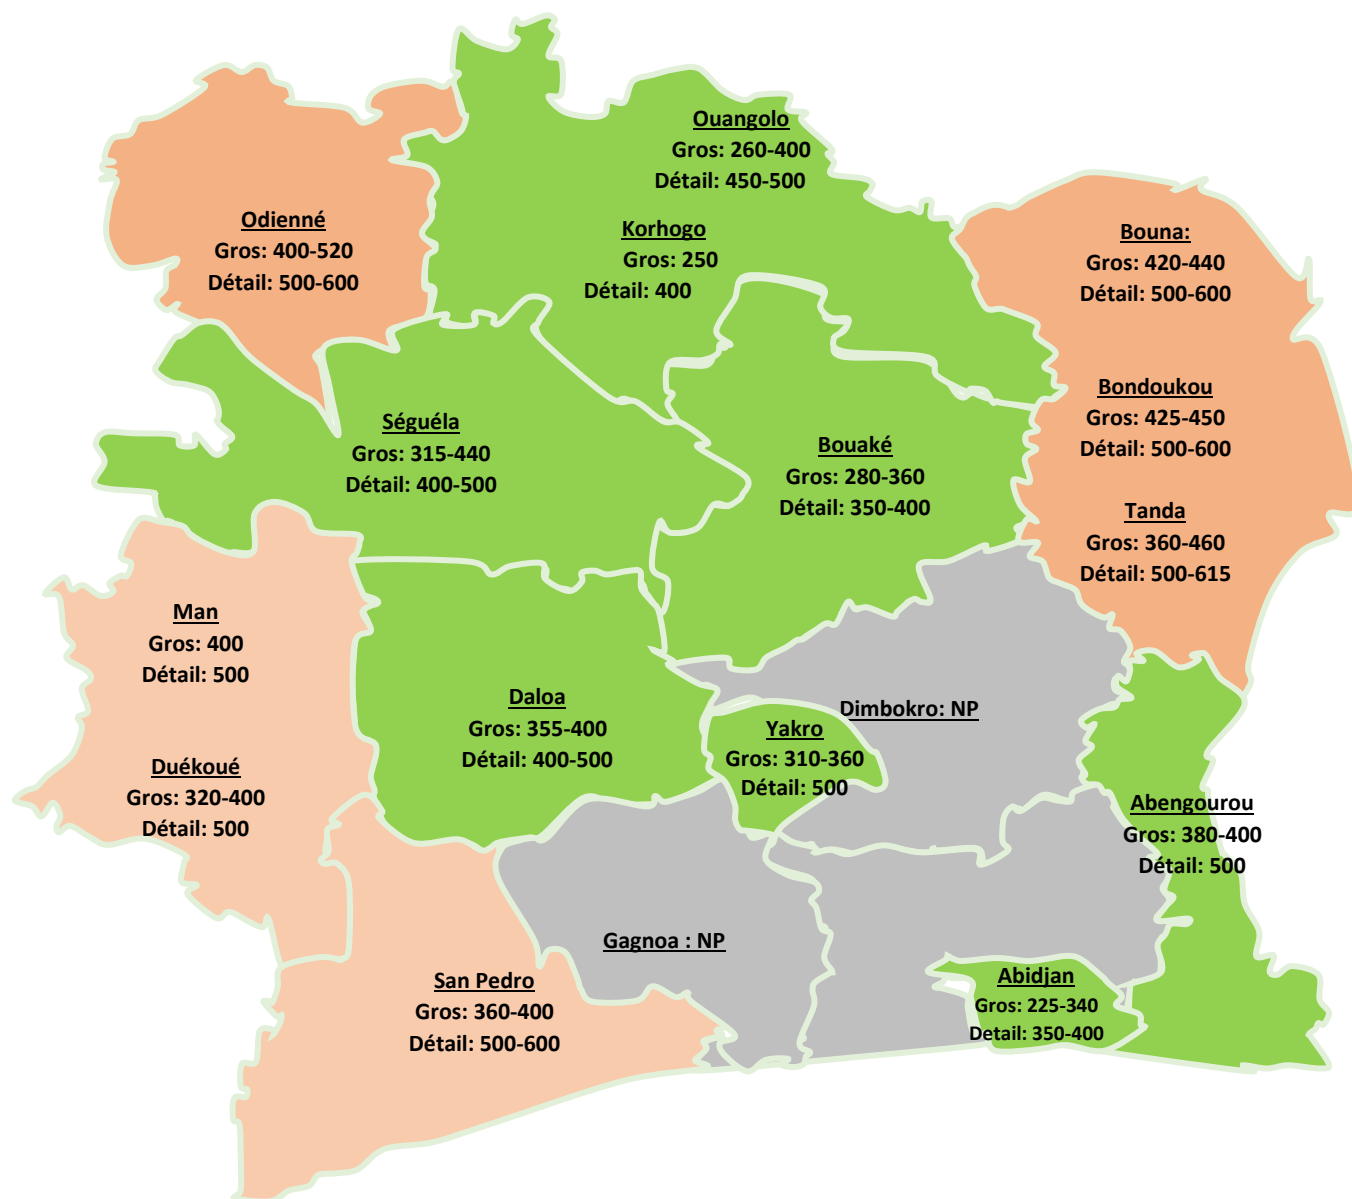 Ouangolo
Gros: 260-400
Détail: 450-500
Odienné
Gros: 400-520
Détail: 500-600
Korhogo
Gros: 250
Détail: 400
Bouna:
Gros: 420-440
Détail: 500-600
Bondoukou
Gros: 425-450
Détail: 500-600
Tanda
Gros: 360-460
Détail: 500-615
Séguéla
Gros: 315-440
Détail: 400-500
Bouaké
Gros: 280-360
Détail: 350-400
Man
Gros: 400
Détail: 500
Duékoué
Gros: 320-400
Détail: 500
Daloa
Gros: 355-400
Détail: 400-500
Dimbokro: NP
Yakro
Gros: 310-360
Détail: 500
Abengourou
Gros: 380-400
Détail: 500
Gagnoa : NP
San Pedro
Gros: 360-400
Détail: 500-600
Abidjan
Gros: 225-340
Detail: 350-400